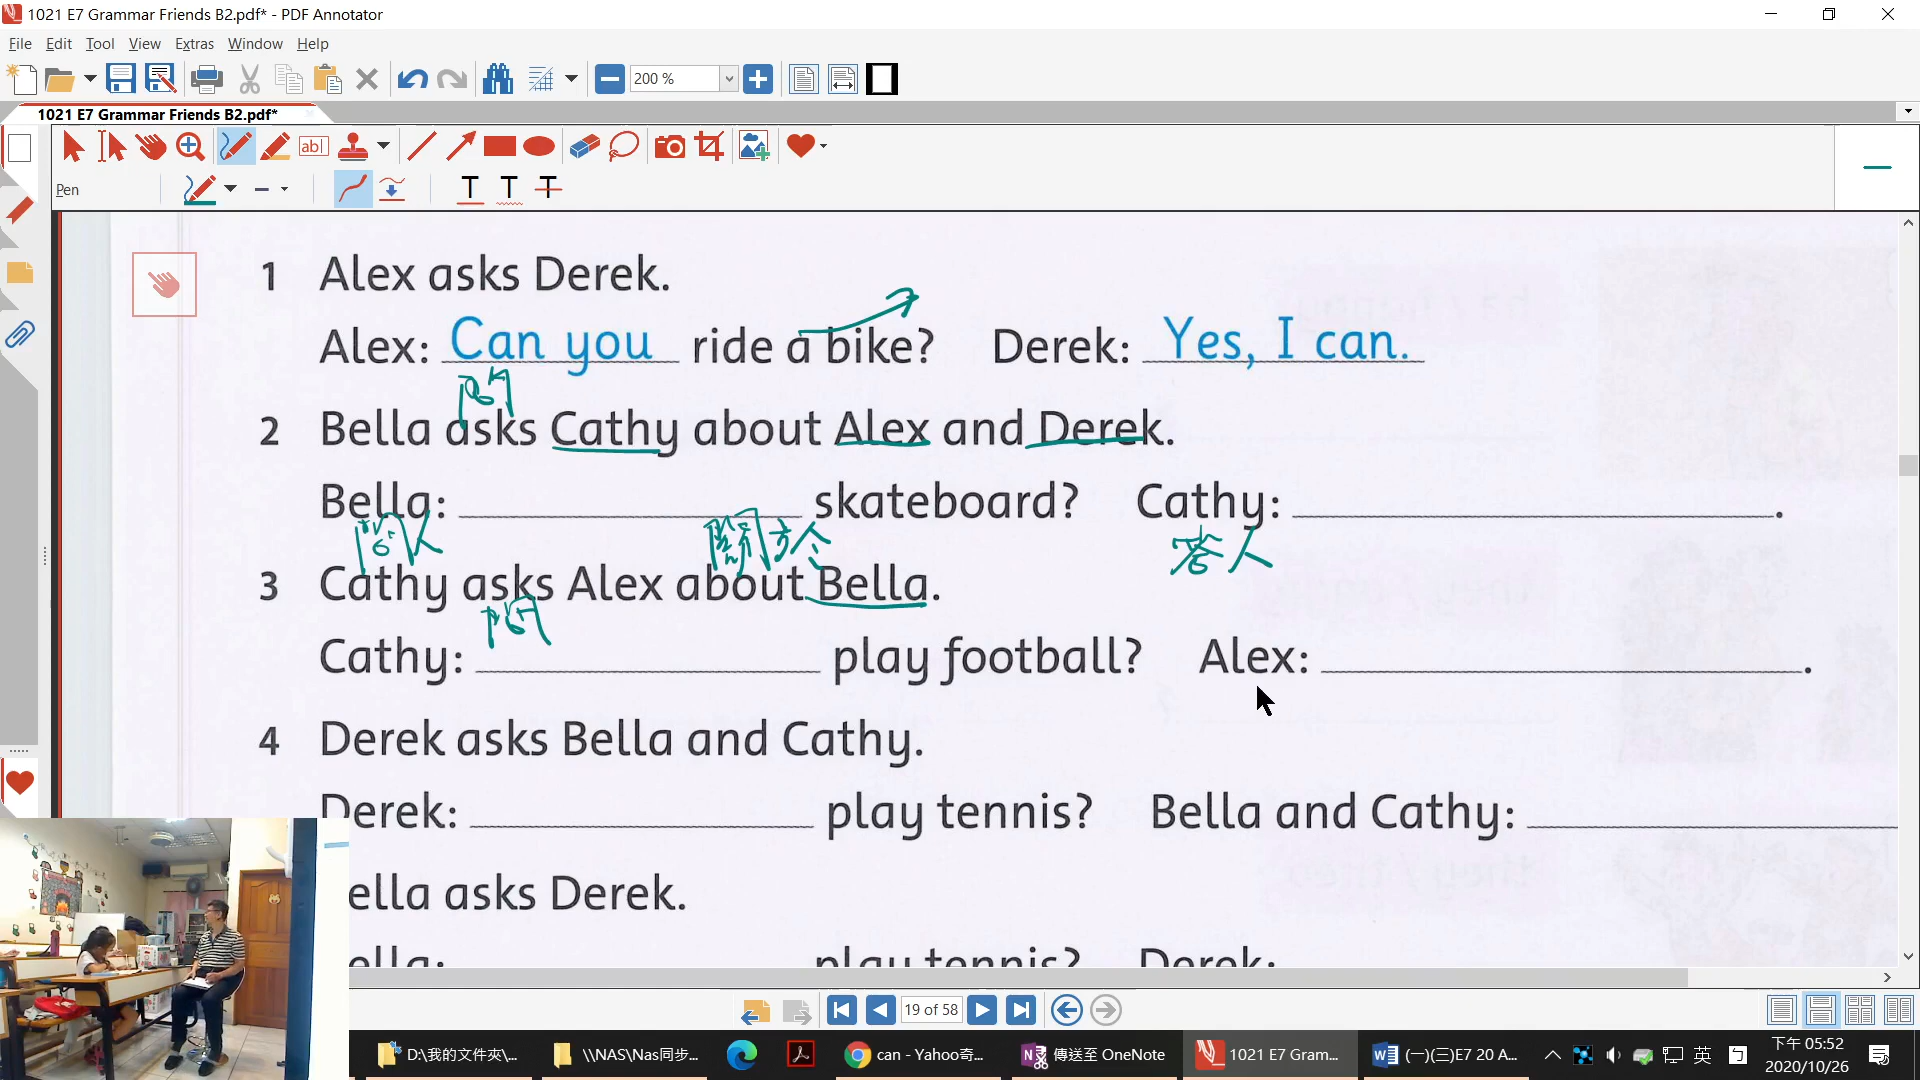 1021 E7 Grammar Friends B2.pdf* - PDF Annotator
File Edit Tool View Extras Window Help
200 %
1021 E7 Grammar Friends B2.pdf*
Pen
1 Alex asks Derek.
Alex: Can you ride a bike? Derek: Yes, I can.
問
2 Bella asks Cathy about Alex and Derek.
Bella: skateboard? Cathy: .
問人 答人
3 Cathy asks Alex about Bella.
問
Cathy: play football? Alex: .
4 Derek asks Bella and Cathy.
Derek: play tennis? Bella and Cathy:
ella asks Derek.
ella: play tennis? Derek:
19 of 58
D:\我的文件夾\... \\NAS\Nas同步... can - Yahoo奇... 傳送至 OneNote 1021 E7 Gram... (一)(三)E7 20 A... 英 下午 05:52
2020/10/26